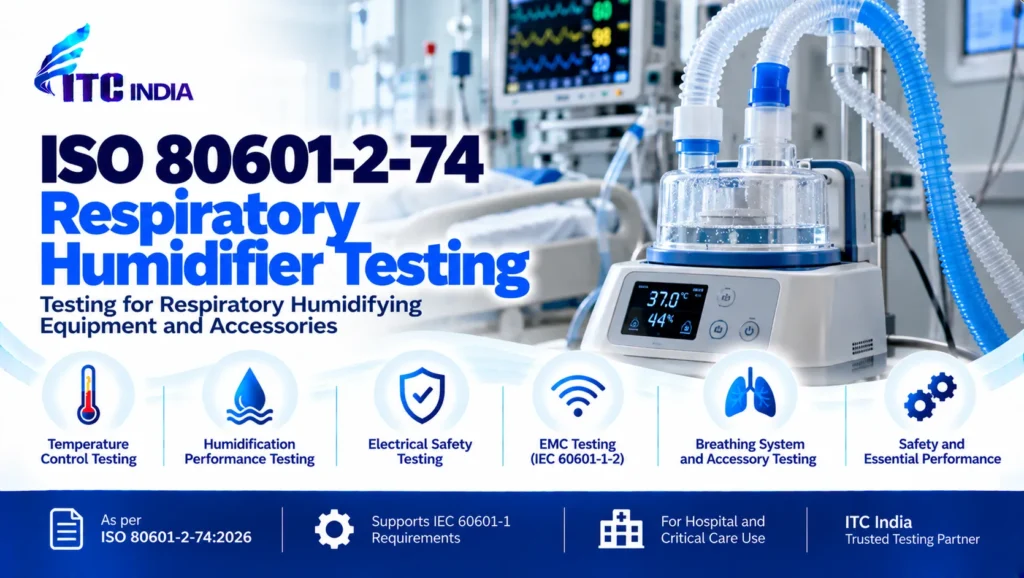 ITC INDIA
60
98
20
ISO 80601-2-74
Respiratory
Humidifier Testing
Testing for Respiratory Humidifying
Equipment and Accessories
37.0°C
44%
Temperature
Control Testing
Humidification
Performance Testing
Electrical Safety
Testing
EMC Testing
(IEC 60601-1-2)
Breathing System
and Accessory Testing
Safety and
Essential Performance
As per
ISO 80601-2-74:2026
Supports IEC 60601-1
Requirements
For Hospital and
Critical Care Use
ITC India
Trusted Testing Partner